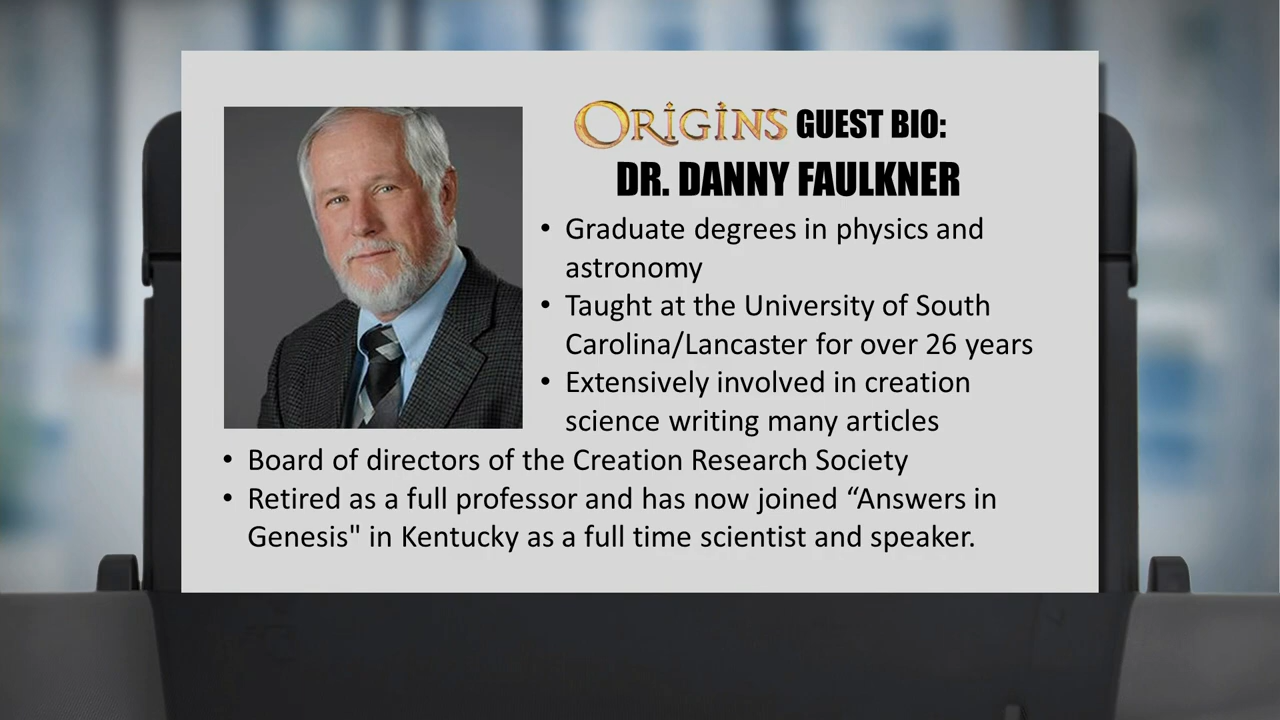 ORIGINS GUEST BIO:
DR. DANNY FAULKNER
• Graduate degrees in physics and
astronomy
• Taught at the University of South
Carolina/Lancaster for over 26 years
• Extensively involved in creation
science writing many articles
• Board of directors of the Creation Research Society
• Retired as a full professor and has now joined “Answers in
Genesis" in Kentucky as a full time scientist and speaker.